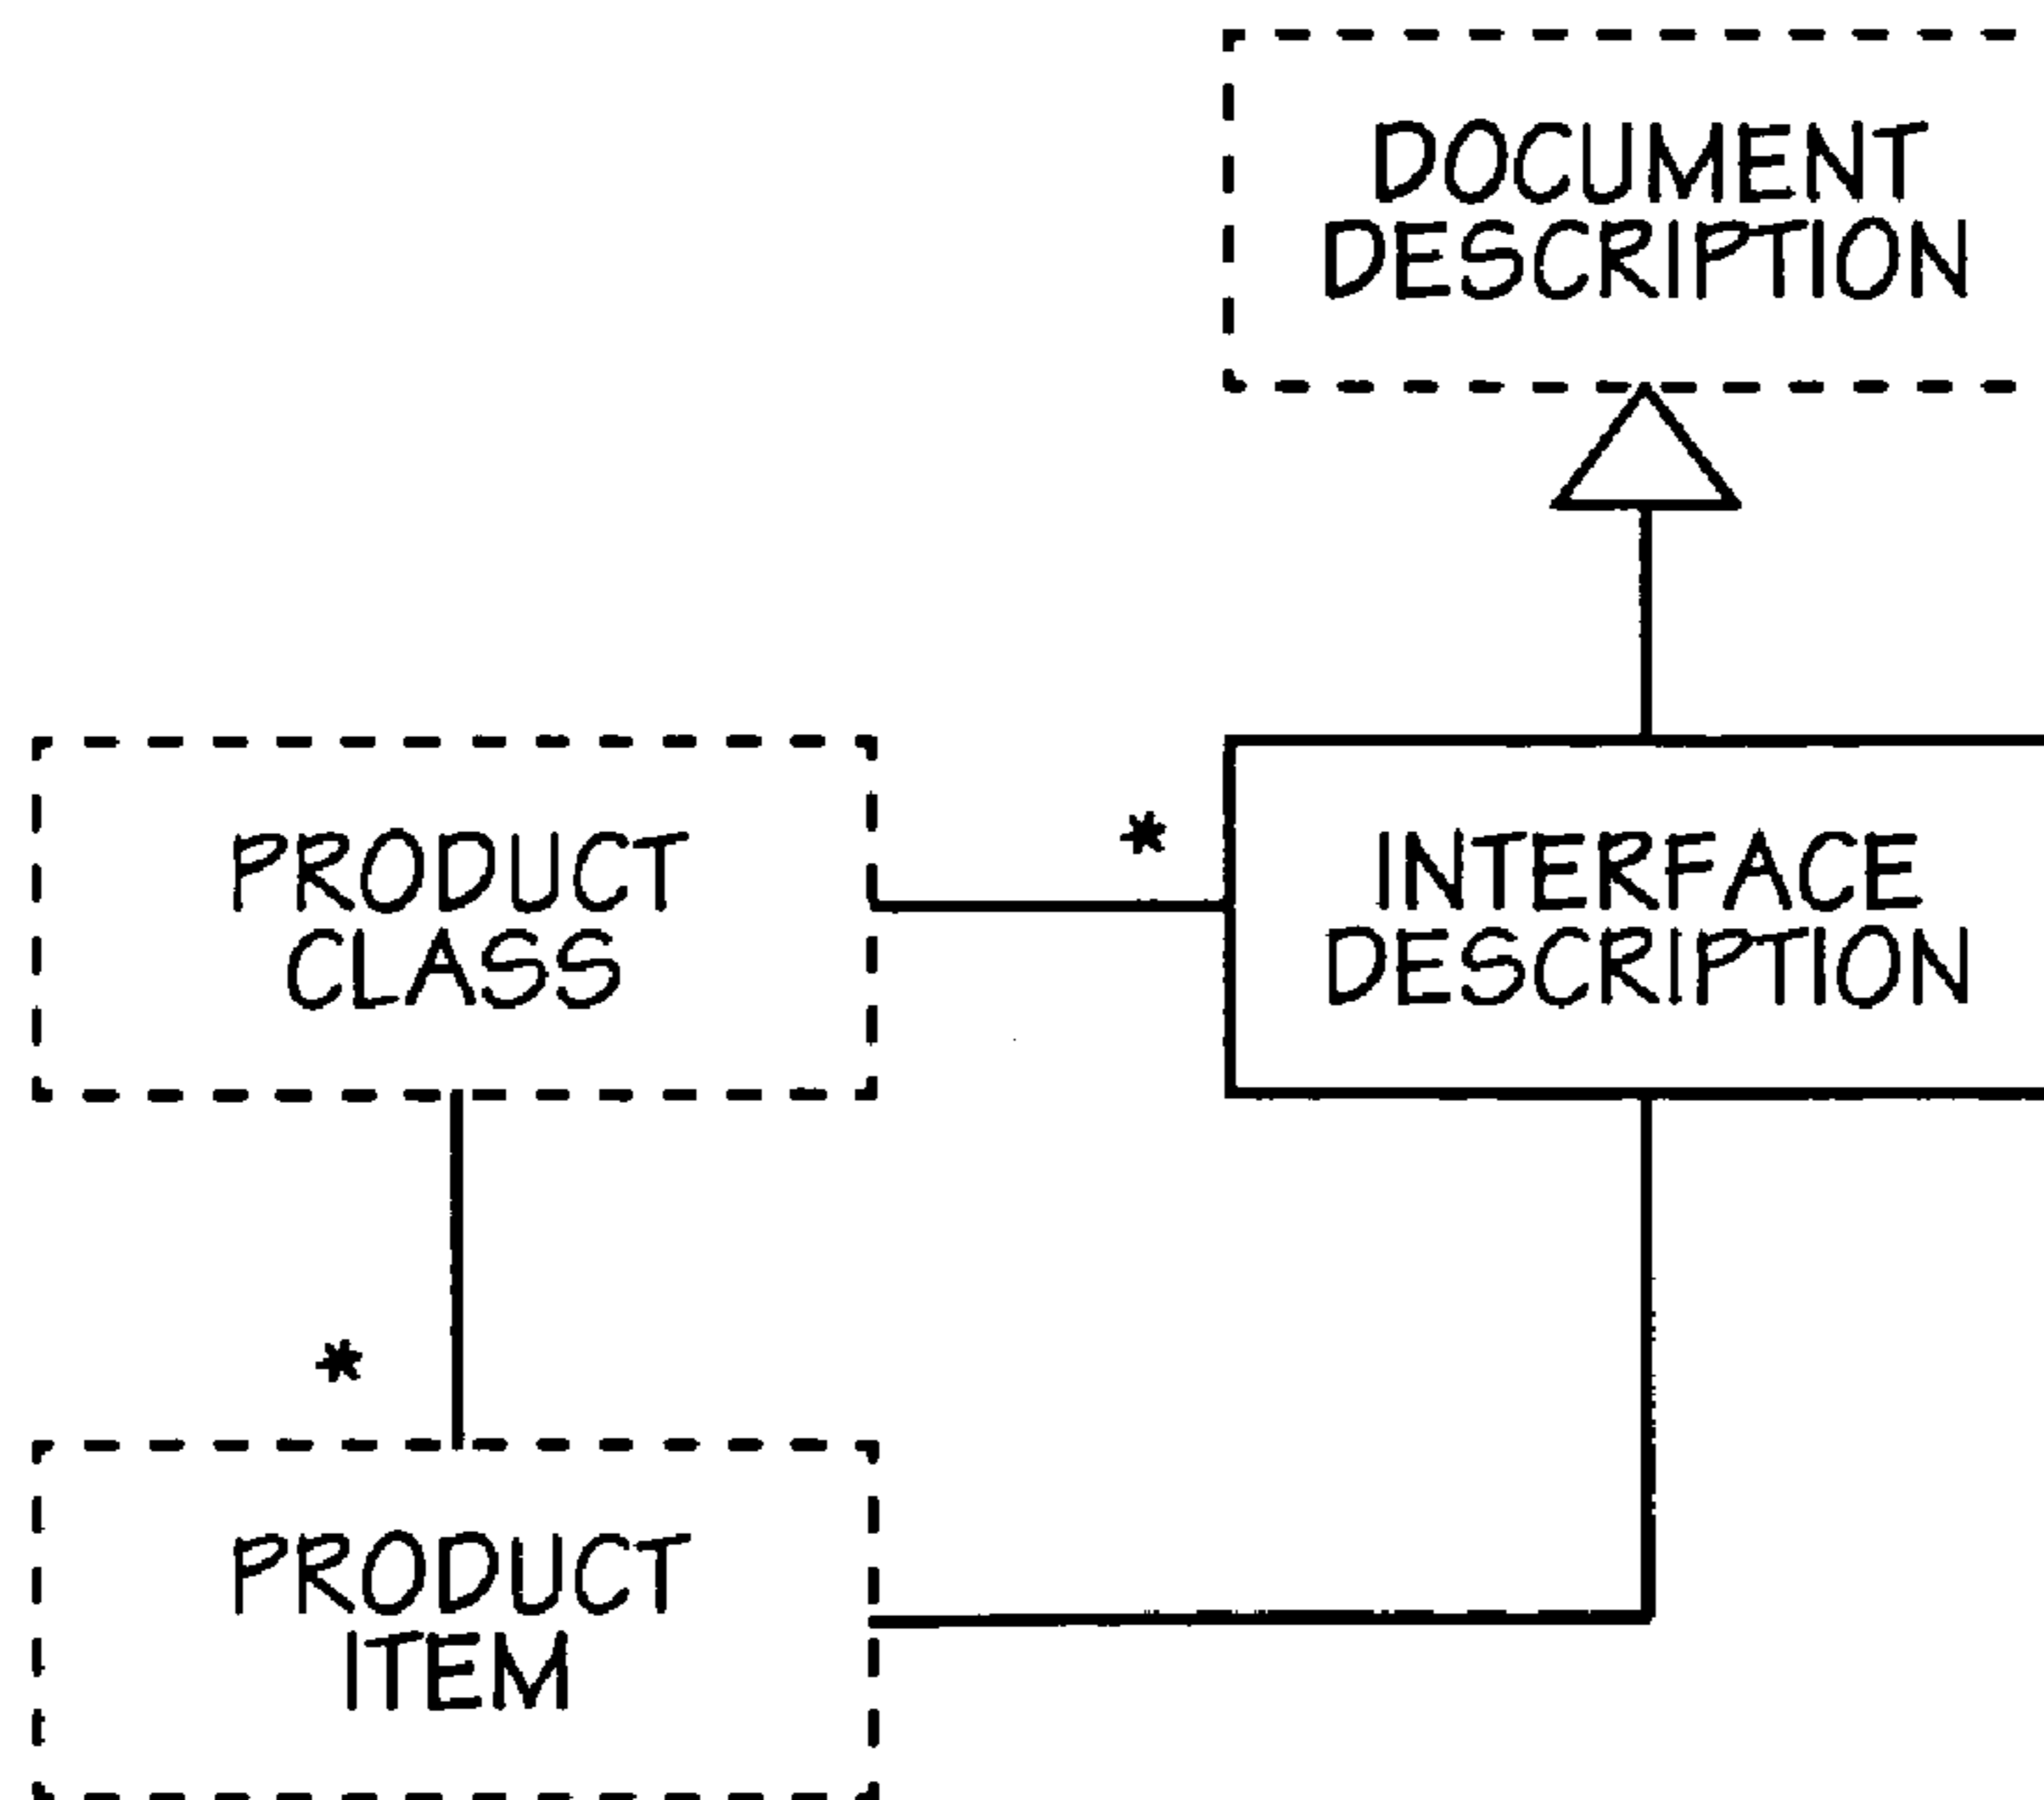 DOCUMENT
DESCRIPTION
PRODUCT
CLASS
*
INTERFACE
DESCRIPTION
*
PRODUCT
ITEM